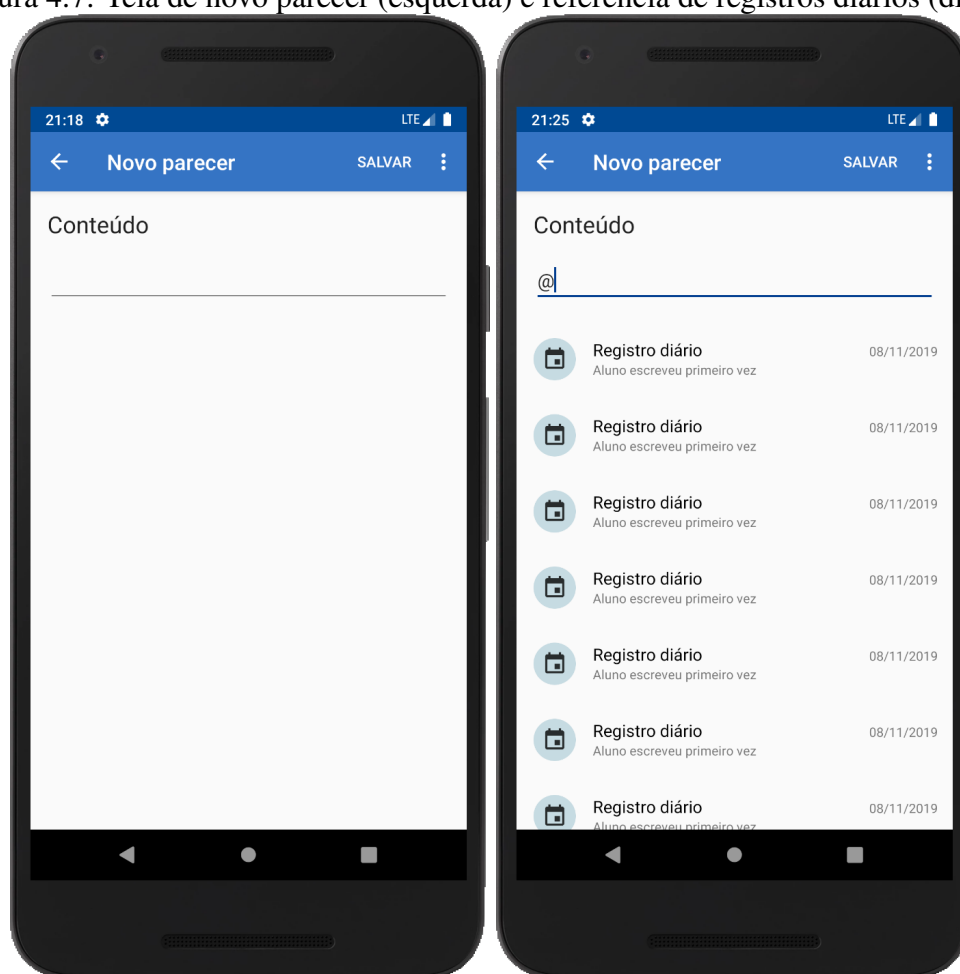 ura 4.7: Tela de novo parecer (esquerda) e referência de registros diários (di
21:18 LTE
Novo parecer SALVAR
Conteúdo
21:25 LTE
Novo parecer SALVAR
Conteúdo
@
Registro diário 08/11/2019
Aluno escreveu primeiro vez
Registro diário 08/11/2019
Aluno escreveu primeiro vez
Registro diário 08/11/2019
Aluno escreveu primeiro vez
Registro diário 08/11/2019
Aluno escreveu primeiro vez
Registro diário 08/11/2019
Aluno escreveu primeiro vez
Registro diário 08/11/2019
Aluno escreveu primeiro vez
Registro diário 08/11/2019
Aluno escreveu primeiro vez